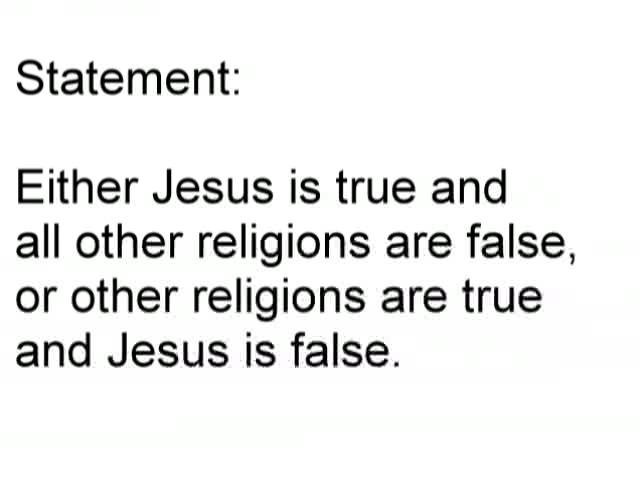 Statement:
Either Jesus is true and
all other religions are false,
or other religions are true
and Jesus is false.